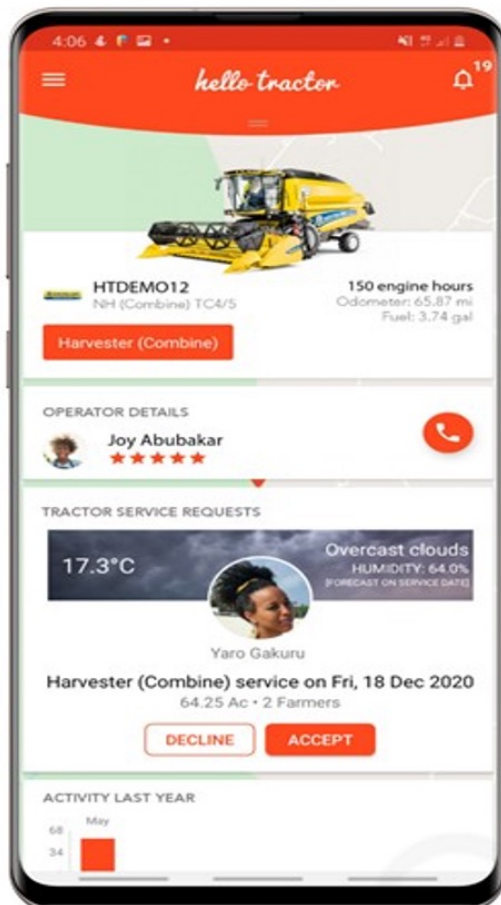 4:06
19
hello tractor
HTDEMO12
150 engine hours
NH (Combine) TC4/5
Odometer: 65.87 mi
Fuel: 3.74 gal
Harvester (Combine)
OPERATOR DETAILS
Joy Abubakar
TRACTOR SERVICE REQUESTS
17.3°C
Overcast clouds
HUMIDITY: 64.0%
[FORECAST ON SERVICE DATE]
Yaro Gakuru
Harvester (Combine) service on Fri, 18 Dec 2020
64.25 Ac • 2 Farmers
DECLINE
ACCEPT
ACTIVITY LAST YEAR
68
May
34